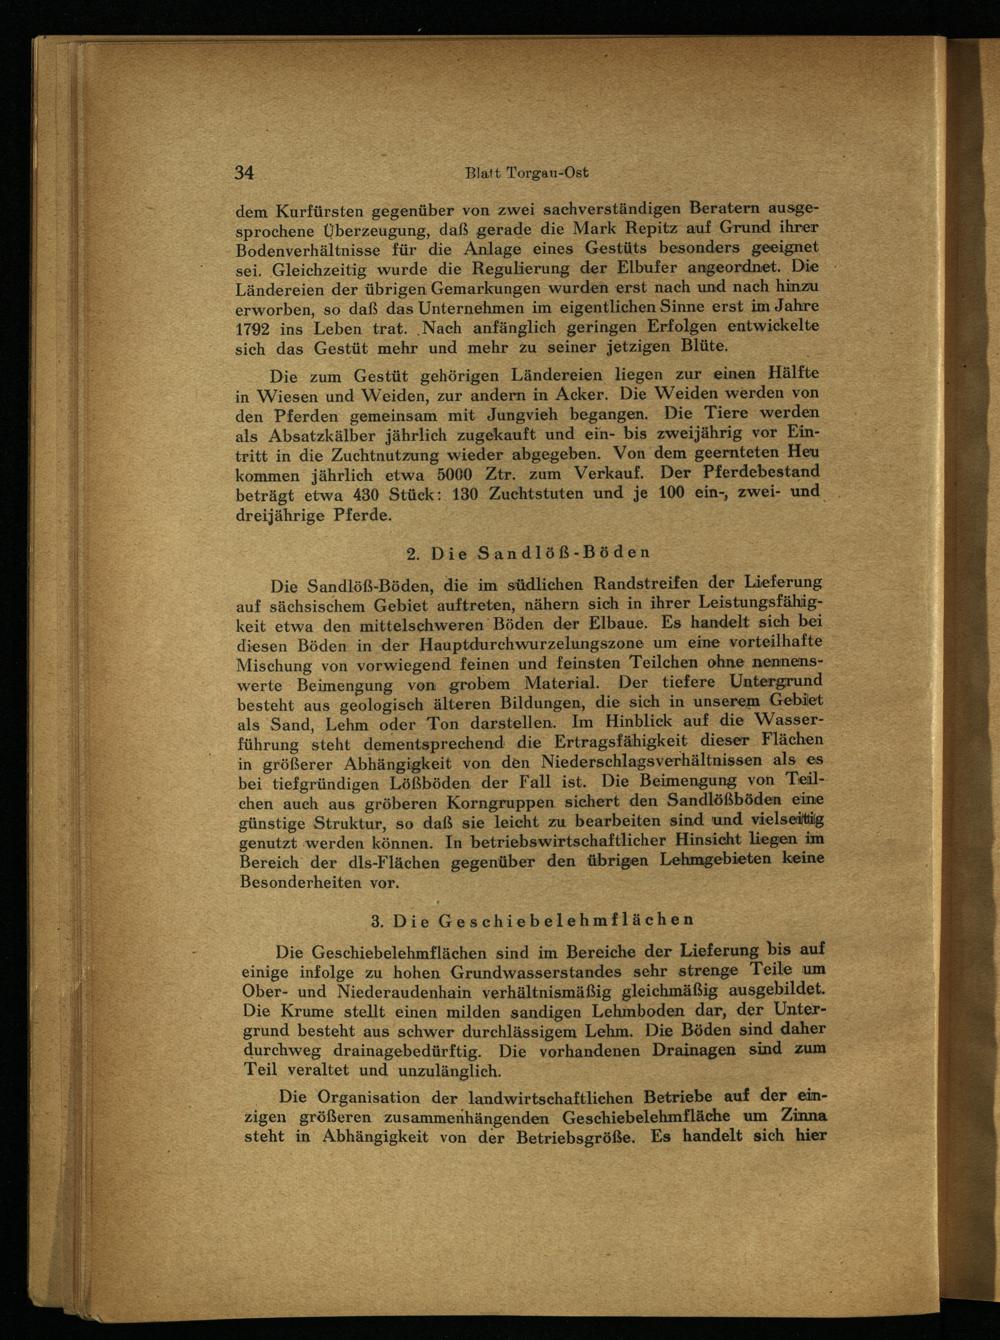 34 Blatt Torgau-Ost
dem Kurfürsten gegenüber von zwei sachverständigen Beratern ausge-
sprochene Überzeugung, daß gerade die Mark Repitz auf Grund ihrer
Bodenverhältnisse für die Anlage eines Gestüts besonders geeignet
sei. Gleichzeitig wurde die Regulierung der Elbufer angeordnet. Die
Ländereien der übrigen Gemarkungen wurden erst nach und nach hinzu
erworben, so daß das Unternehmen im eigentlichen Sinne erst im Jahre
1792 ins Leben trat. Nach anfänglich geringen Erfolgen entwickelte
sich das Gestüt mehr und mehr zu seiner jetzigen Blüte.
Die zum Gestüt gehörigen Ländereien liegen zur einen Hälfte
in Wiesen und Weiden, zur andern in Acker. Die Weiden werden von
den Pferden gemeinsam mit Jungvieh begangen. Die Tiere werden
als Absatzkälber jährlich zugekauft und ein- bis zweijährig vor Ein-
tritt in die Zuchtnutzung wieder abgegeben. Von dem geernteten Heu
kommen jährlich etwa 5000 Ztr. zum Verkauf. Der Pferdebestand
beträgt etwa 430 Stück: 130 Zuchtstuten und je 100 ein-, zwei- und
dreijährige Pferde.
2. Die Sandlöß-Böden
Die Sandlöß-Böden, die im südlichen Randstreifen der Lieferung
auf sächsischem Gebiet auftreten, nähern sich in ihrer Leistungsfähig-
keit etwa den mittelschweren Böden der Elbaue. Es handelt sich bei
diesen Böden in der Hauptdurchwurzelungszone um eine vorteilhafte
Mischung von vorwiegend feinen und feinsten Teilchen ohne nennens-
werte Beimengung von grobem Material. Der tiefere Untergrund
besteht aus geologisch älteren Bildungen, die sich in unserem Gebiet
als Sand, Lehm oder Ton darstellen. Im Hinblick auf die Wasser-
führung steht dementsprechend die Ertragsfähigkeit dieser Flächen
in größerer Abhängigkeit von den Niederschlagsverhältnissen als es
bei tiefgründigen Lößböden der Fall ist. Die Beimengung von Teil-
chen auch aus gröberen Korngruppen sichert den Sandlößböden eine
günstige Struktur, so daß sie leicht zu bearbeiten sind und vielseitig
genutzt werden können. In betriebswirtschaftlicher Hinsicht liegen im
Bereich der dls-Flächen gegenüber den übrigen Lehmgebieten keine
Besonderheiten vor.
3. Die Geschiebelehmflächen
Die Geschiebelehmflächen sind im Bereiche der Lieferung bis auf
einige infolge zu hohen Grundwasserstandes sehr strenge Teile um
Ober- und Niederaudenhain verhältnismäßig gleichmäßig ausgebildet.
Die Krume stellt einen milden sandigen Lehmboden dar, der Unter-
grund besteht aus schwer durchlässigem Lehm. Die Böden sind daher
durchweg drainagebedürftig. Die vorhandenen Drainagen sind zum
Teil veraltet und unzulänglich.
Die Organisation der landwirtschaftlichen Betriebe auf der ein-
zigen größeren zusammenhängenden Geschiebelehmfläche um Zinna
steht in Abhängigkeit von der Betriebsgröße. Es handelt sich hier